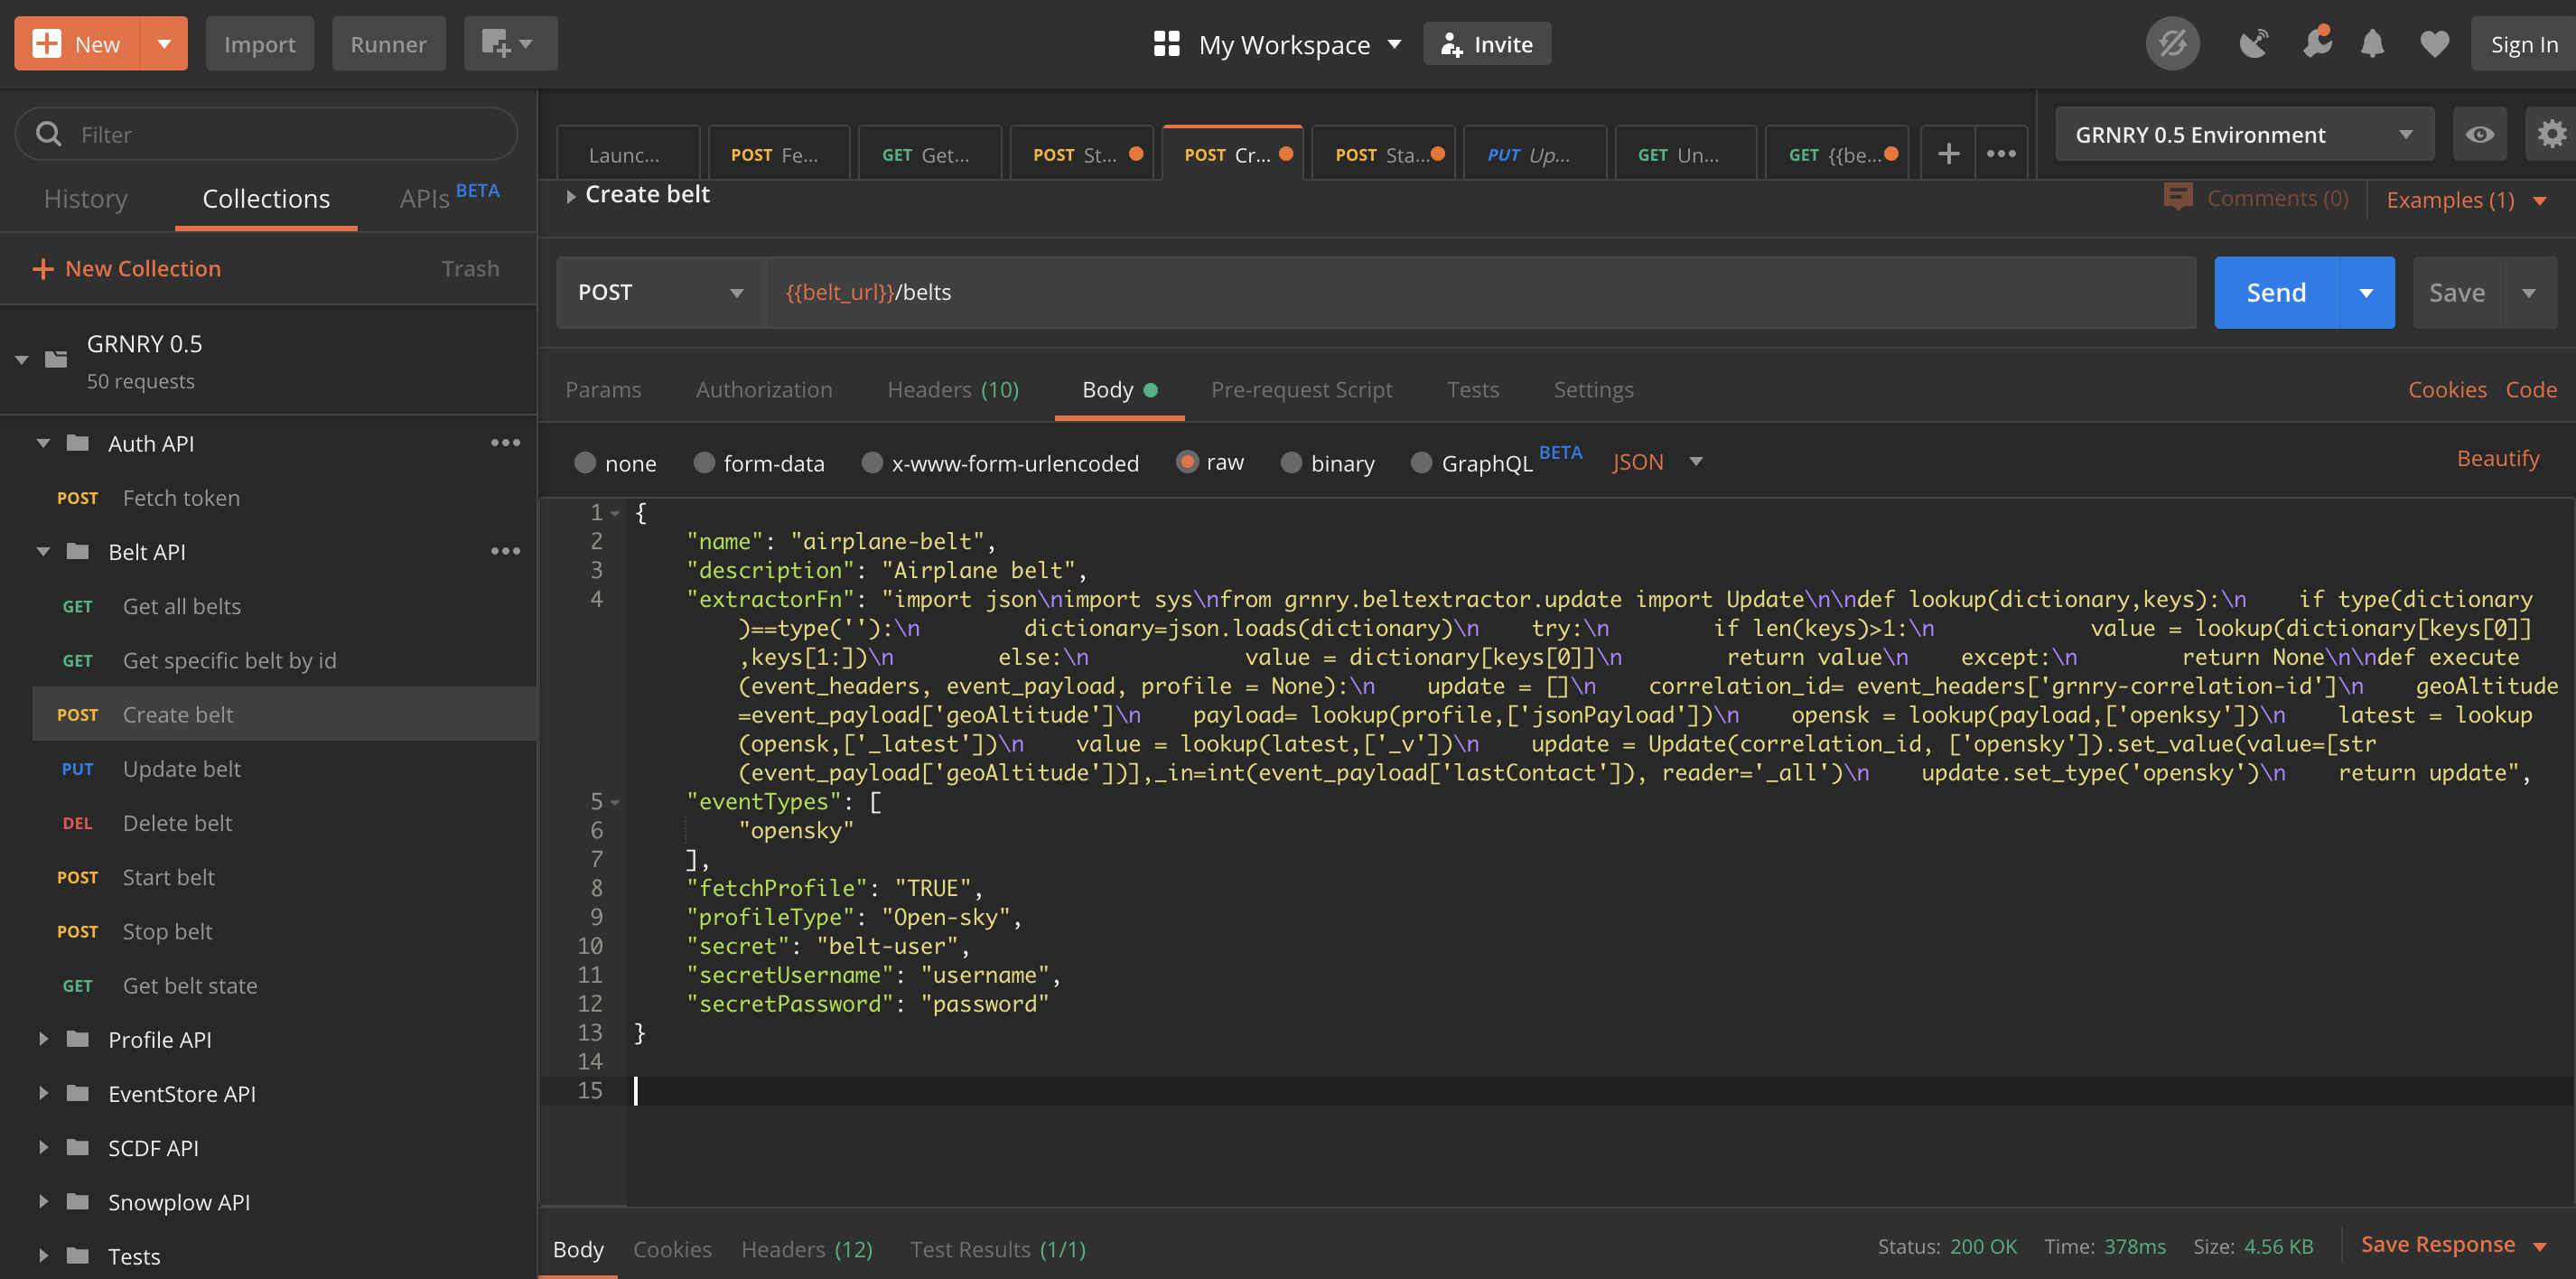 New
Import
Runner
My Workspace
Invite
Sign In
Filter
History
Collections
APIs BETA
New Collection
Trash
GRNRY 0.5
50 requests
Auth API
POST Fetch token
Belt API
GET Get all belts
GET Get specific belt by id
POST Create belt
PUT Update belt
DEL Delete belt
POST Start belt
POST Stop belt
GET Get belt state
Profile API
EventStore API
SCDF API
Snowplow API
Tests
Launc...
POST Fe...
GET Get...
POST St...
POST Cr...
POST Sta...
PUT Up...
GET Un...
GET {{be...
GRNRY 0.5 Environment
Create belt
Comments (0)
Examples (1)
POST
{{belt_url}}/belts
Send
Save
Params
Authorization
Headers (10)
Body
Pre-request Script
Tests
Settings
Cookies
Code
none
form-data
x-www-form-urlencoded
raw
binary
GraphQL BETA
JSON
Beautify
1 {
2 "name": "airplane-belt",
3 "description": "Airplane belt",
4 "extractorFn": "import json\nimport sys\nfrom grnry.beltextractor.update import Update\n\ndef lookup(dictionary,keys):\n    if type(dictionary
)==type(''):\n        dictionary=json.loads(dictionary)\n    try:\n        if len(keys)>1:\n            value = lookup(dictionary[keys[0]]
,keys[1:])\n        else:\n            value = dictionary[keys[0]]\n        return value\n    except:\n        return None\n\ndef execute
(event_headers, event_payload, profile = None):\n    update = []\n    correlation_id= event_headers['grnry-correlation-id']\n    geoAltitude
=event_payload['geoAltitude']\n    payload= lookup(profile,['jsonPayload'])\n    opensk = lookup(payload,['openksy'])\n    latest = lookup
(opensk,['_latest'])\n    value = lookup(latest,['_v'])\n    update = Update(correlation_id, ['opensky']).set_value(value=[str
(event_payload['geoAltitude'])],_in=int(event_payload['lastContact']), reader='_all')\n    update.set_type('opensky')\n    return update",
5 "eventTypes": [
6 "opensky"
7 ],
8 "fetchProfile": "TRUE",
9 "profileType": "Open-sky",
10 "secret": "belt-user",
11 "secretUsername": "username",
12 "secretPassword": "password"
13 }
14
15
Body
Cookies
Headers (12)
Test Results (1/1)
Status: 200 OK
Time: 378ms
Size: 4.56 KB
Save Response